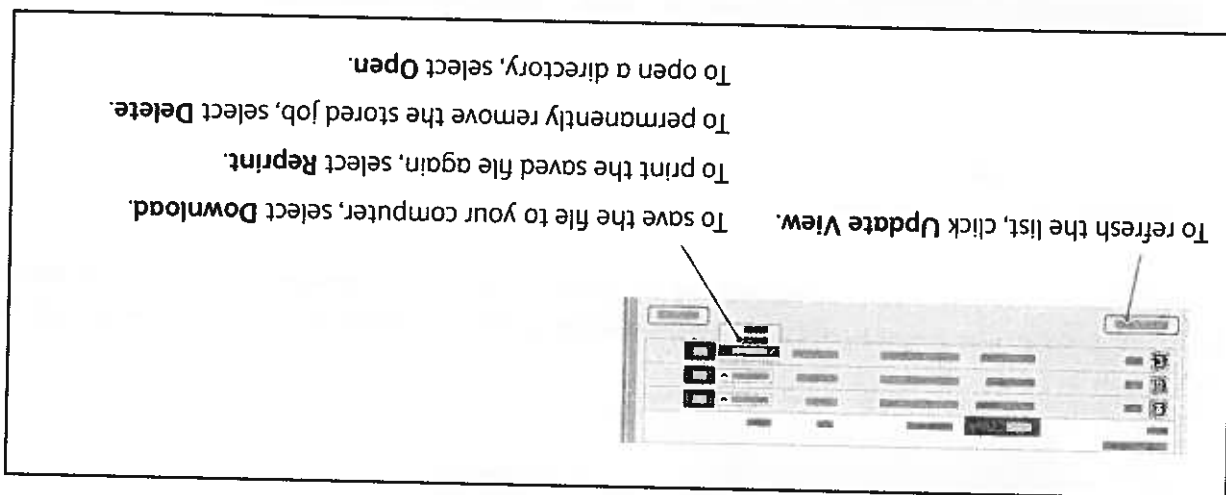 To refresh the list, click Update View.
To save the file to your computer, select Download.
To print the saved file again, select Reprint.
To permanently remove the stored job, select Delete.
To open a directory, select Open.